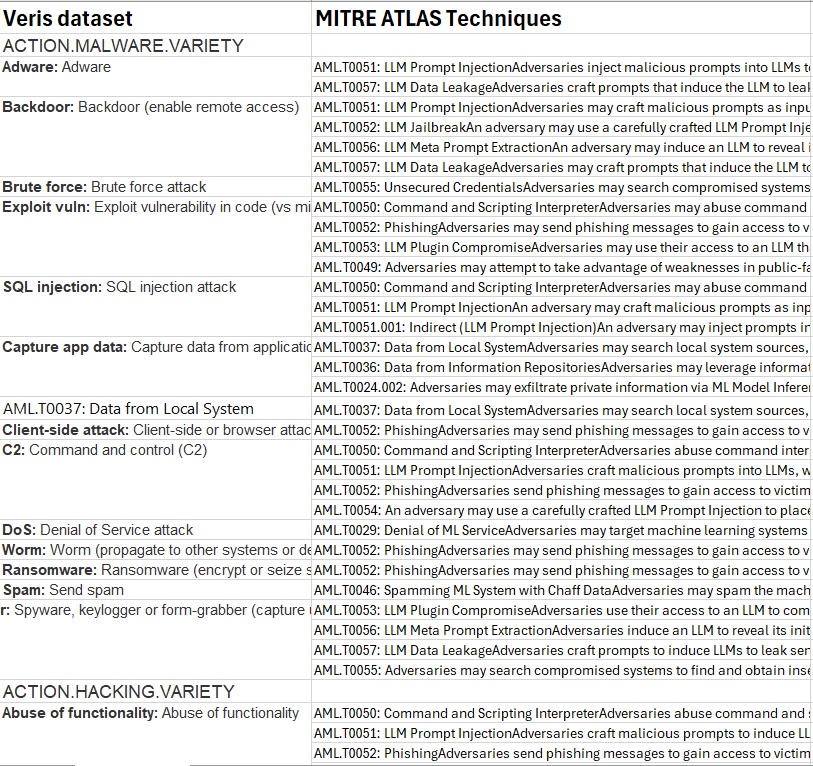 Veris dataset MITRE ATLAS Techniques
ACTION.MALWARE.VARIETY
Adware: Adware AML.T0051: LLM Prompt InjectionAdversaries inject malicious prompts into LLMs to
AML.T0057: LLM Data LeakageAdversaries craft prompts that induce the LLM to leak
Backdoor: Backdoor (enable remote access) AML.T0051: LLM Prompt InjectionAdversaries may craft malicious prompts as inpu
AML.T0052: LLM JailbreakAn adversary may use a carefully crafted LLM Prompt Inje
AML.T0056: LLM Meta Prompt ExtractionAn adversary may induce an LLM to reveal i
AML.T0057: LLM Data LeakageAdversaries may craft prompts that induce the LLM to
Brute force: Brute force attack AML.T0055: Unsecured CredentialsAdversaries may search compromised systems
Exploit vuln: Exploit vulnerability in code (vs mi AML.T0050: Command and Scripting InterpreterAdversaries may abuse command
AML.T0052: PhishingAdversaries may send phishing messages to gain access to v
AML.T0053: LLM Plugin CompromiseAdversaries may use their access to an LLM th
AML.T0049: Adversaries may attempt to take advantage of weaknesses in public-fa
SQL injection: SQL injection attack AML.T0050: Command and Scripting InterpreterAdversaries may abuse command
AML.T0051: LLM Prompt InjectionAn adversary may craft malicious prompts as inp
AML.T0051.001: Indirect (LLM Prompt Injection)An adversary may inject prompts in
Capture app data: Capture data from applicatic AML.T0037: Data from Local SystemAdversaries may search local system sources,
AML.T0036: Data from Information RepositoriesAdversaries may leverage informat
AML.T0024.002: Adversaries may exfiltrate private information via ML Model Inferen
AML.T0037: Data from Local System AML.T0037: Data from Local SystemAdversaries may search local system sources,
Client-side attack: Client-side or browser attac AML.T0052: PhishingAdversaries may send phishing messages to gain access to v
C2: Command and control (C2) AML.T0050: Command and Scripting InterpreterAdversaries abuse command inter
AML.T0051: LLM Prompt InjectionAdversaries craft malicious prompts into LLMs, w
AML.T0052: PhishingAdversaries send phishing messages to gain access to victim
AML.T0054: An adversary may use a carefully crafted LLM Prompt Injection to place
DoS: Denial of Service attack AML.T0029: Denial of ML ServiceAdversaries may target machine learning systems
Worm: Worm (propagate to other systems or de AML.T0052: PhishingAdversaries may send phishing messages to gain access to v
Ransomware: Ransomware (encrypt or seize s AML.T0052: PhishingAdversaries may send phishing messages to gain access to v
Spam: Send spam AML.T0046: Spamming ML System with Chaff DataAdversaries may spam the mach
r: Spyware, keylogger or form-grabber (capture u AML.T0053: LLM Plugin CompromiseAdversaries use their access to an LLM to com
AML.T0056: LLM Meta Prompt ExtractionAdversaries induce an LLM to reveal its init
AML.T0057: LLM Data LeakageAdversaries craft prompts to induce LLMs to leak sen
AML.T0055: Adversaries may search compromised systems to find and obtain inse
ACTION.HACKING.VARIETY
Abuse of functionality: Abuse of functionality AML.T0050: Command and Scripting InterpreterAdversaries abuse command and s
AML.T0051: LLM Prompt InjectionAdversaries craft malicious prompts to induce LL
AML.T0052: PhishingAdversaries send phishing messages to gain access to victim